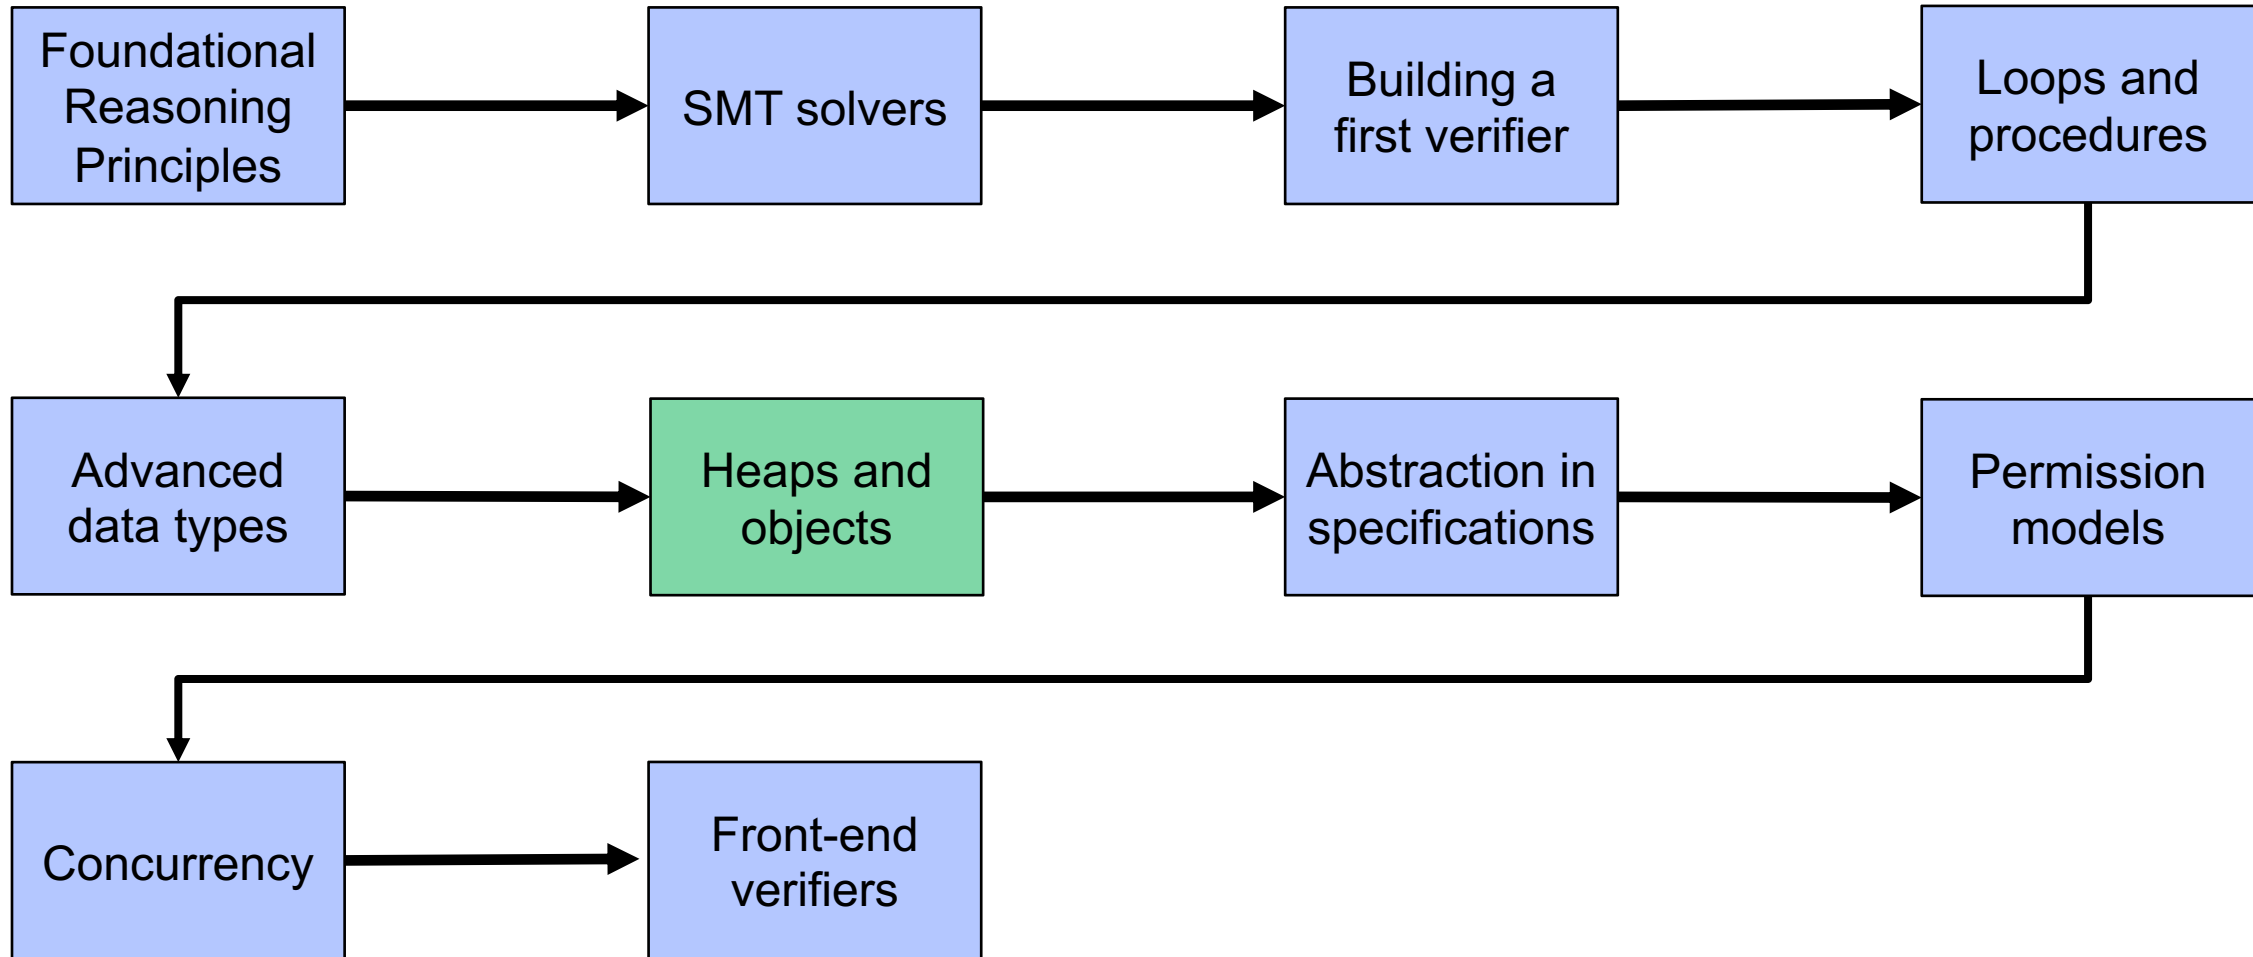 Foundational
Reasoning
Principles
SMT solvers
Building a
first verifier
Loops and
procedures
Advanced
data types
Heaps and
objects
Abstraction in
specifications
Permission
models
Concurrency
Front-end
verifiers